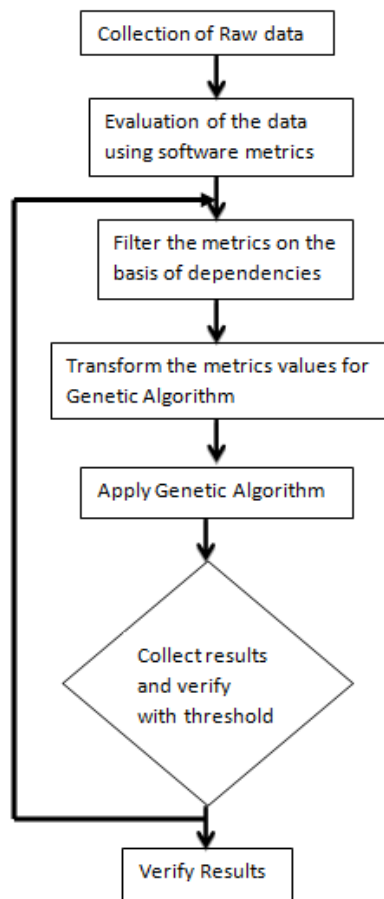 Collection of Raw data
Evaluation of the data
using software metrics
Filter the metrics on the
basis of dependencies
Transform the metrics values for
Genetic Algorithm
Apply Genetic Algorithm
Collect results
and verify
with threshold
Verify Results